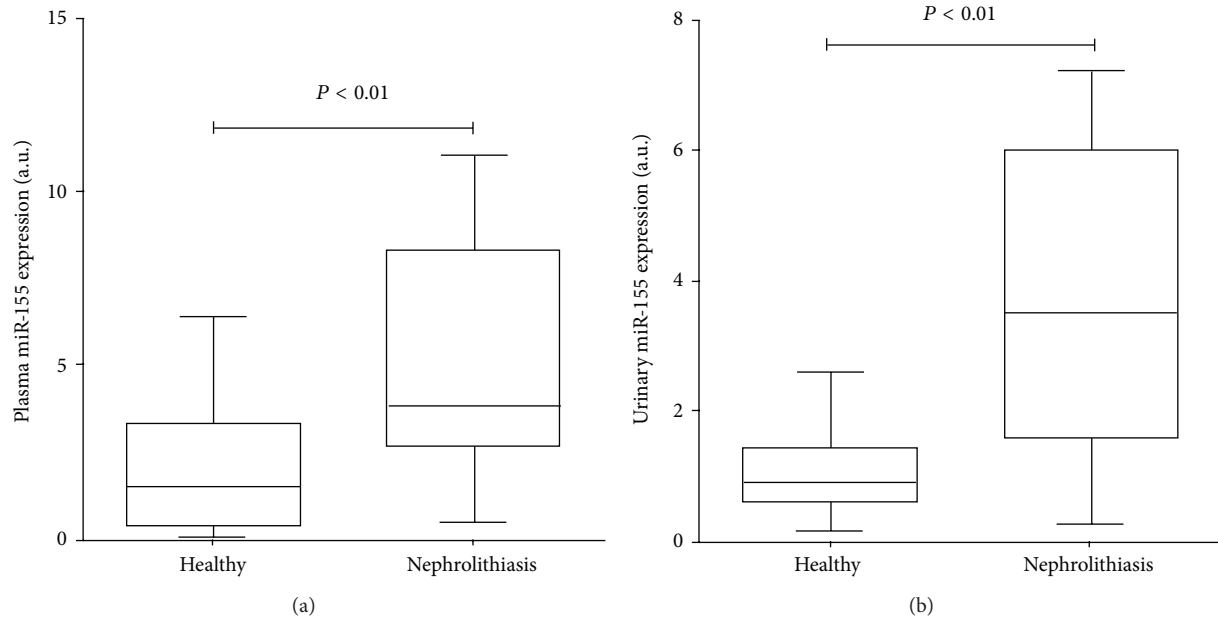 15
P < 0.01
10
5
0
Plasma miR-155 expression (a.u.)
Healthy
Nephrolithiasis
(a)
8
P < 0.01
6
4
2
0
Urinary miR-155 expression (a.u.)
Healthy
Nephrolithiasis
(b)